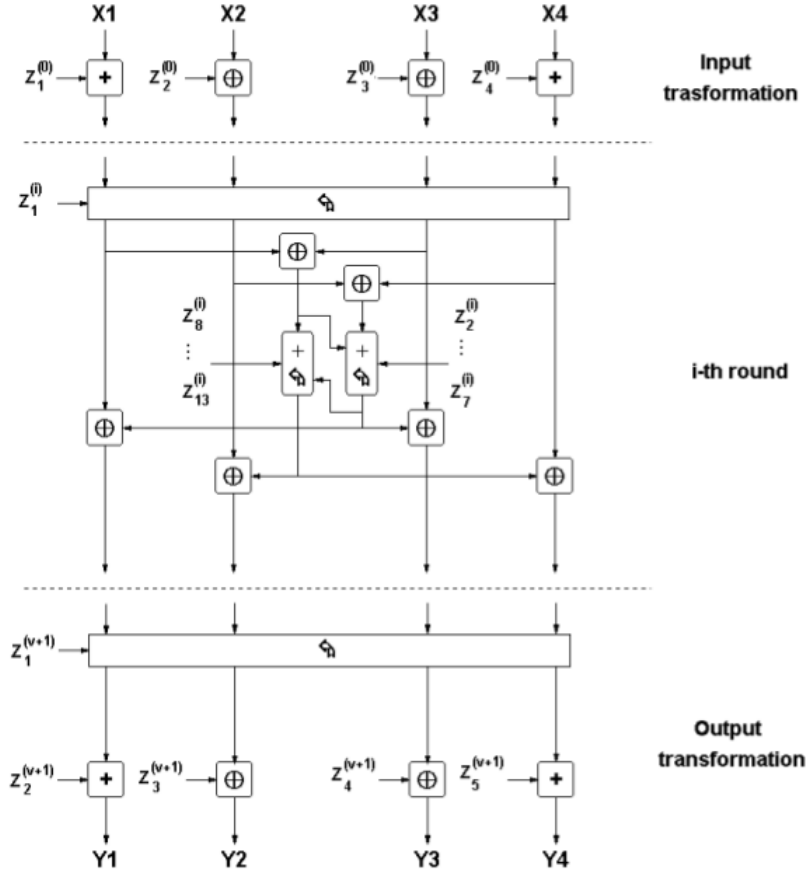 X1 X2 X3 X4
Z₁⁽⁰⁾ + Z₂⁽⁰⁾ ⊕ Z₃⁽⁰⁾ ⊕ Z₄⁽⁰⁾ +
Input
trasformation
Z₁⁽ⁱ⁾
⊕
⊕
Z₈⁽ⁱ⁾ Z₂⁽ⁱ⁾
⋮ + + ⋮
Z₁₃⁽ⁱ⁾ Z₇⁽ⁱ⁾
i-th round
⊕ ⊕
⊕ ⊕
Z₁⁽ᵛ⁺¹⁾
Output
transformation
Z₂⁽ᵛ⁺¹⁾ + Z₃⁽ᵛ⁺¹⁾ ⊕ Z₄⁽ᵛ⁺¹⁾ ⊕ Z₅⁽ᵛ⁺¹⁾ +
Y1 Y2 Y3 Y4